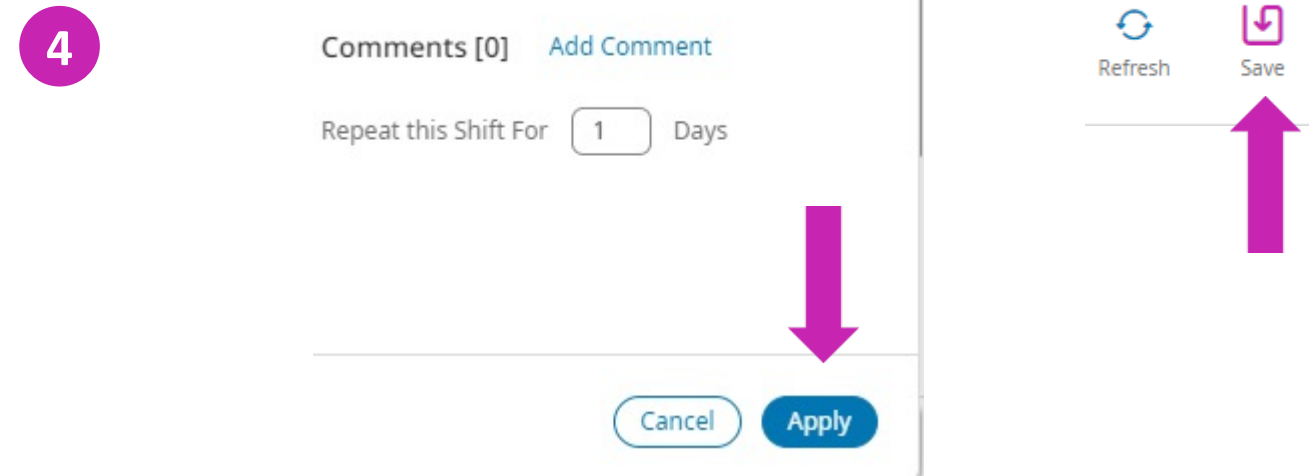 4
Comments [0] Add Comment
Repeat this Shift For 1 Days
Cancel Apply
Refresh Save